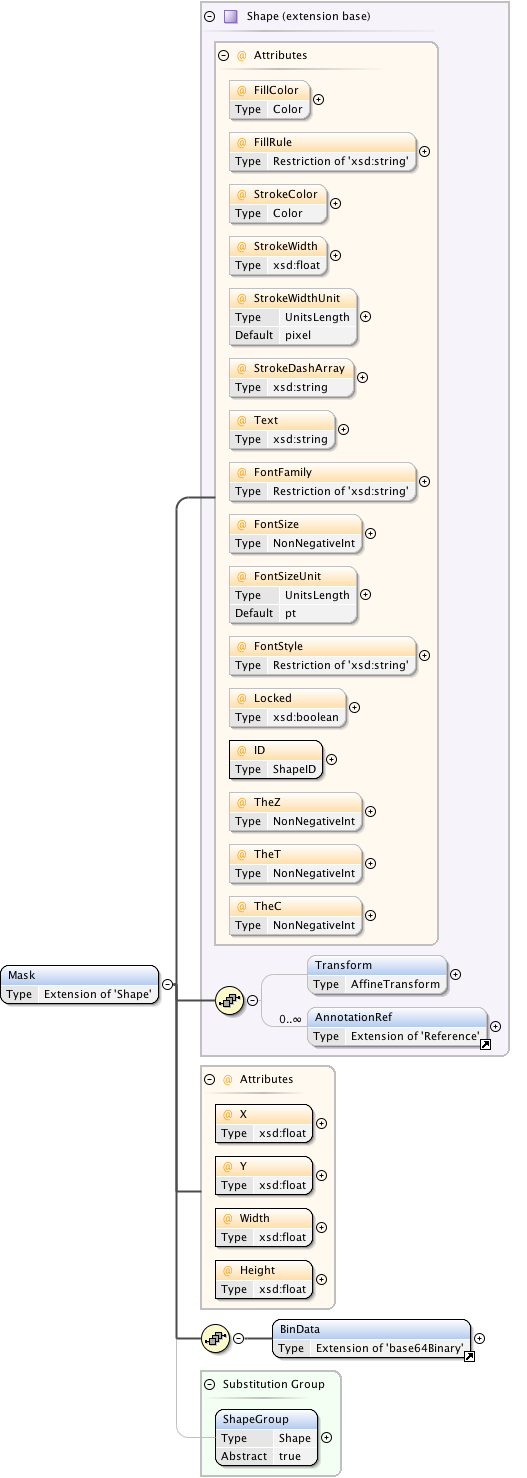 Shape (extension base)
@ Attributes
@ FillColor
Type Color
@ FillRule
Type Restriction of 'xsd:string'
@ StrokeColor
Type Color
@ StrokeWidth
Type xsd:float
@ StrokeWidthUnit
Type UnitsLength
Default pixel
@ StrokeDashArray
Type xsd:string
@ Text
Type xsd:string
@ FontFamily
Type Restriction of 'xsd:string'
@ FontSize
Type NonNegativeInt
@ FontSizeUnit
Type UnitsLength
Default pt
@ FontStyle
Type Restriction of 'xsd:string'
@ Locked
Type xsd:boolean
@ ID
Type ShapeID
@ TheZ
Type NonNegativeInt
@ TheT
Type NonNegativeInt
@ TheC
Type NonNegativeInt
Mask
Type Extension of 'Shape'
Transform
Type AffineTransform
0..∞
AnnotationRef
Type Extension of 'Reference'
@ Attributes
@ X
Type xsd:float
@ Y
Type xsd:float
@ Width
Type xsd:float
@ Height
Type xsd:float
BinData
Type Extension of 'base64Binary'
Substitution Group
ShapeGroup
Type Shape
Abstract true